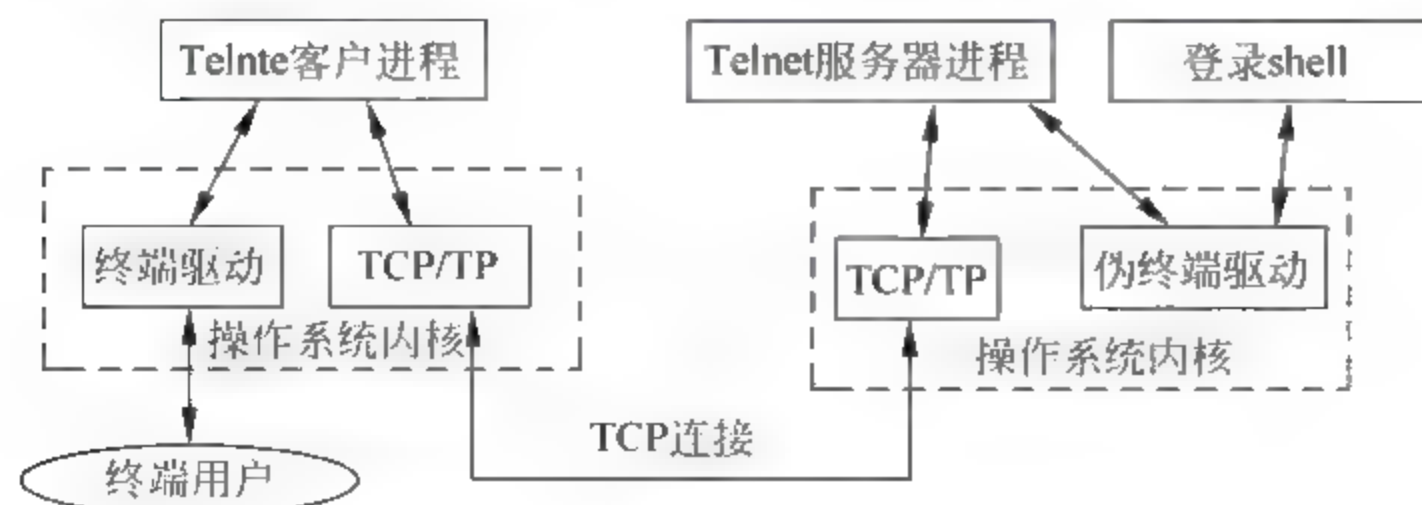 Telnte客户进程
Telnet服务器进程
登录shell
终端驱动
TCP/TP
TCP/TP
伪终端驱动
操作系统内核
操作系统内核
TCP连接
终端用户